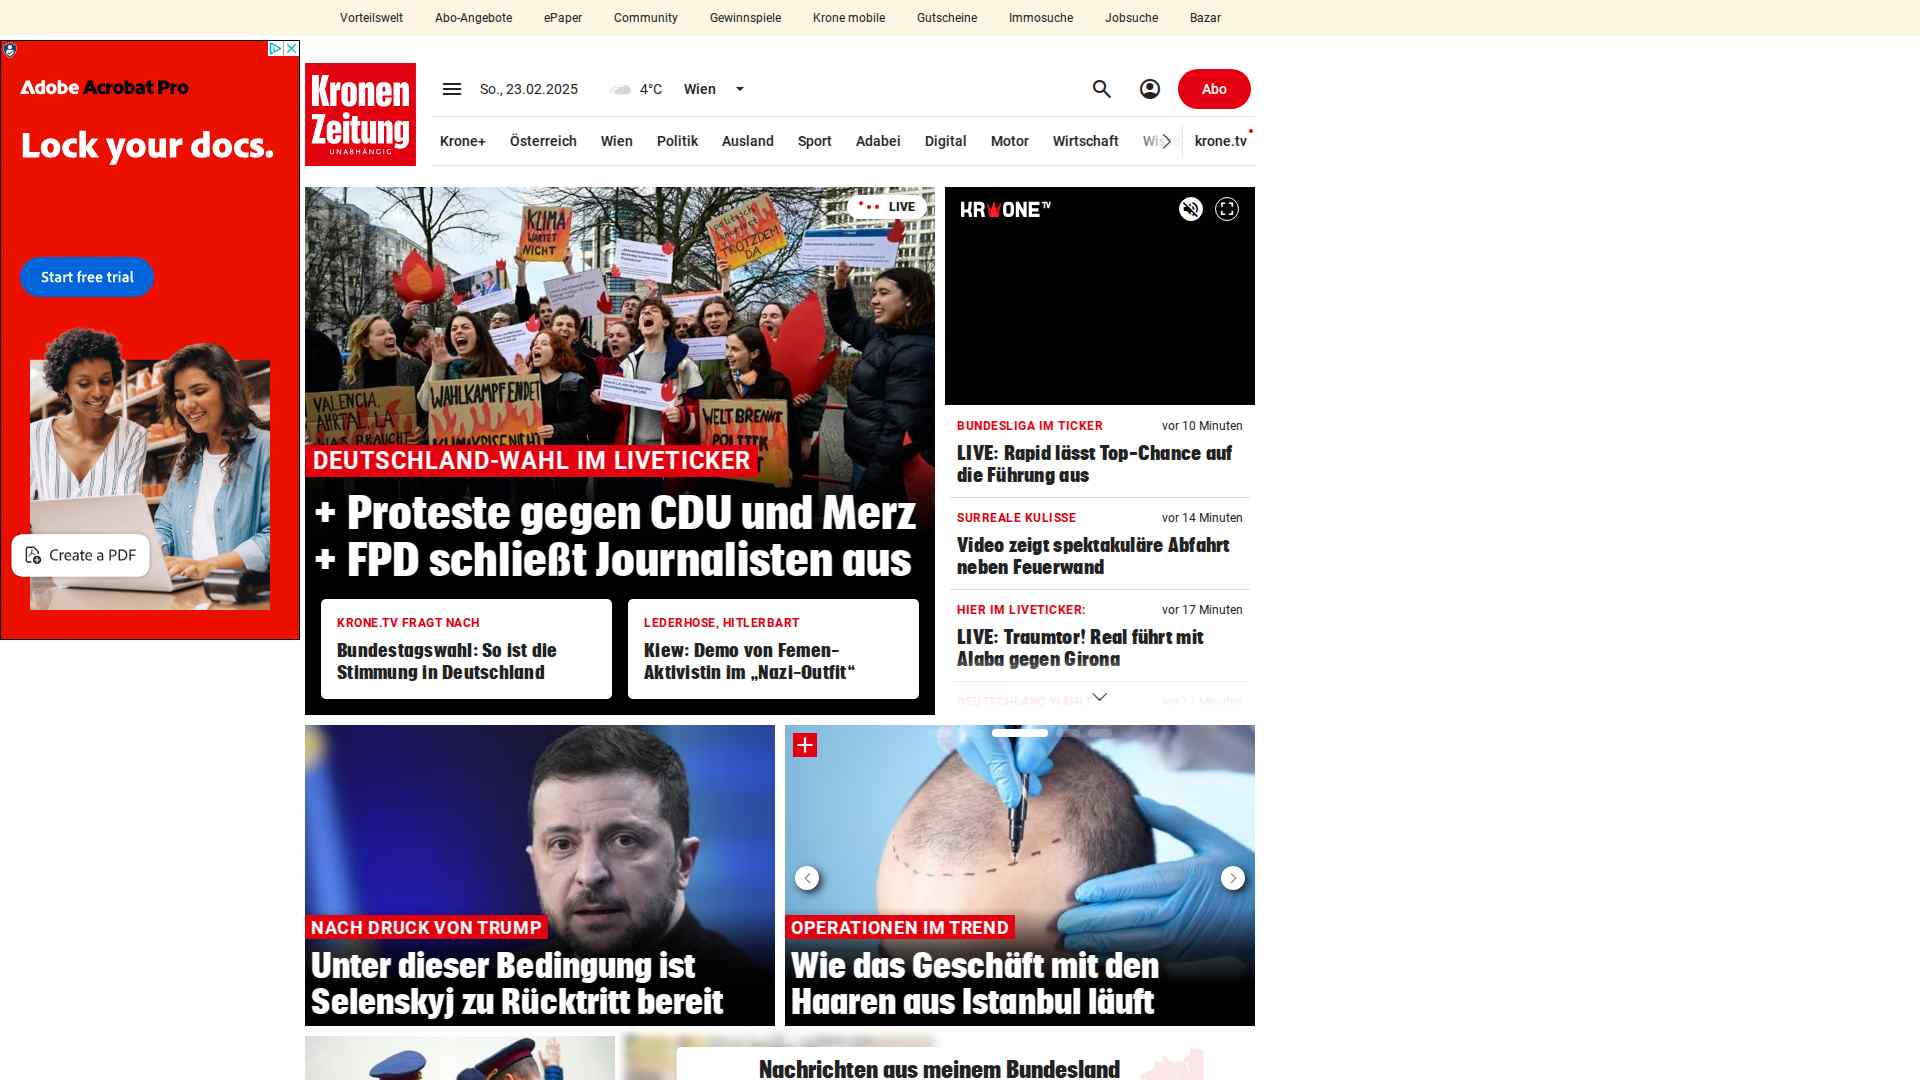 Vorteilswelt
Abo-Angebote
ePaper
Community
Gewinnspiele
Krone mobile
Gutscheine
Immosuche
Jobsuche
Bazar
Adobe Acrobat Pro
Lock your docs.
Start free trial
Create a PDF
Kronen
Zeitung
UNABHÄNGIG
So., 23.02.2025
4°C
Wien
Abo
Krone+
Österreich
Wien
Politik
Ausland
Sport
Adabei
Digital
Motor
Wirtschaft
krone.tv
LIVE
KLIMA
WARTET
NICHT
TROTZDEM
DA
VALENCIA,
AHRTAL, LA
WAHLKAMPF ENDET
KLIMAKRISE NICHT
WELT BRENNT
POLITIK
DEUTSCHLAND-WAHL IM LIVETICKER
+ Proteste gegen CDU und Merz
+ FPD schließt Journalisten aus
KRONE.TV FRAGT NACH
Bundestagswahl: So ist die
Stimmung in Deutschland
LEDERHOSE, HITLERBART
Kiew: Demo von Femen-
Aktivistin im „Nazi-Outfit“
KRONE TV
BUNDESLIGA IM TICKER
vor 10 Minuten
LIVE: Rapid lässt Top-Chance auf
die Führung aus
SURREALE KULISSE
vor 14 Minuten
Video zeigt spektakuläre Abfahrt
neben Feuerwand
HIER IM LIVETICKER:
vor 17 Minuten
LIVE: Traumtor! Real führt mit
Alaba gegen Girona
NACH DRUCK VON TRUMP
Unter dieser Bedingung ist
Selenskyj zu Rücktritt bereit
OPERATIONEN IM TREND
Wie das Geschäft mit den
Haaren aus Istanbul läuft
Nachrichten aus meinem Bundesland